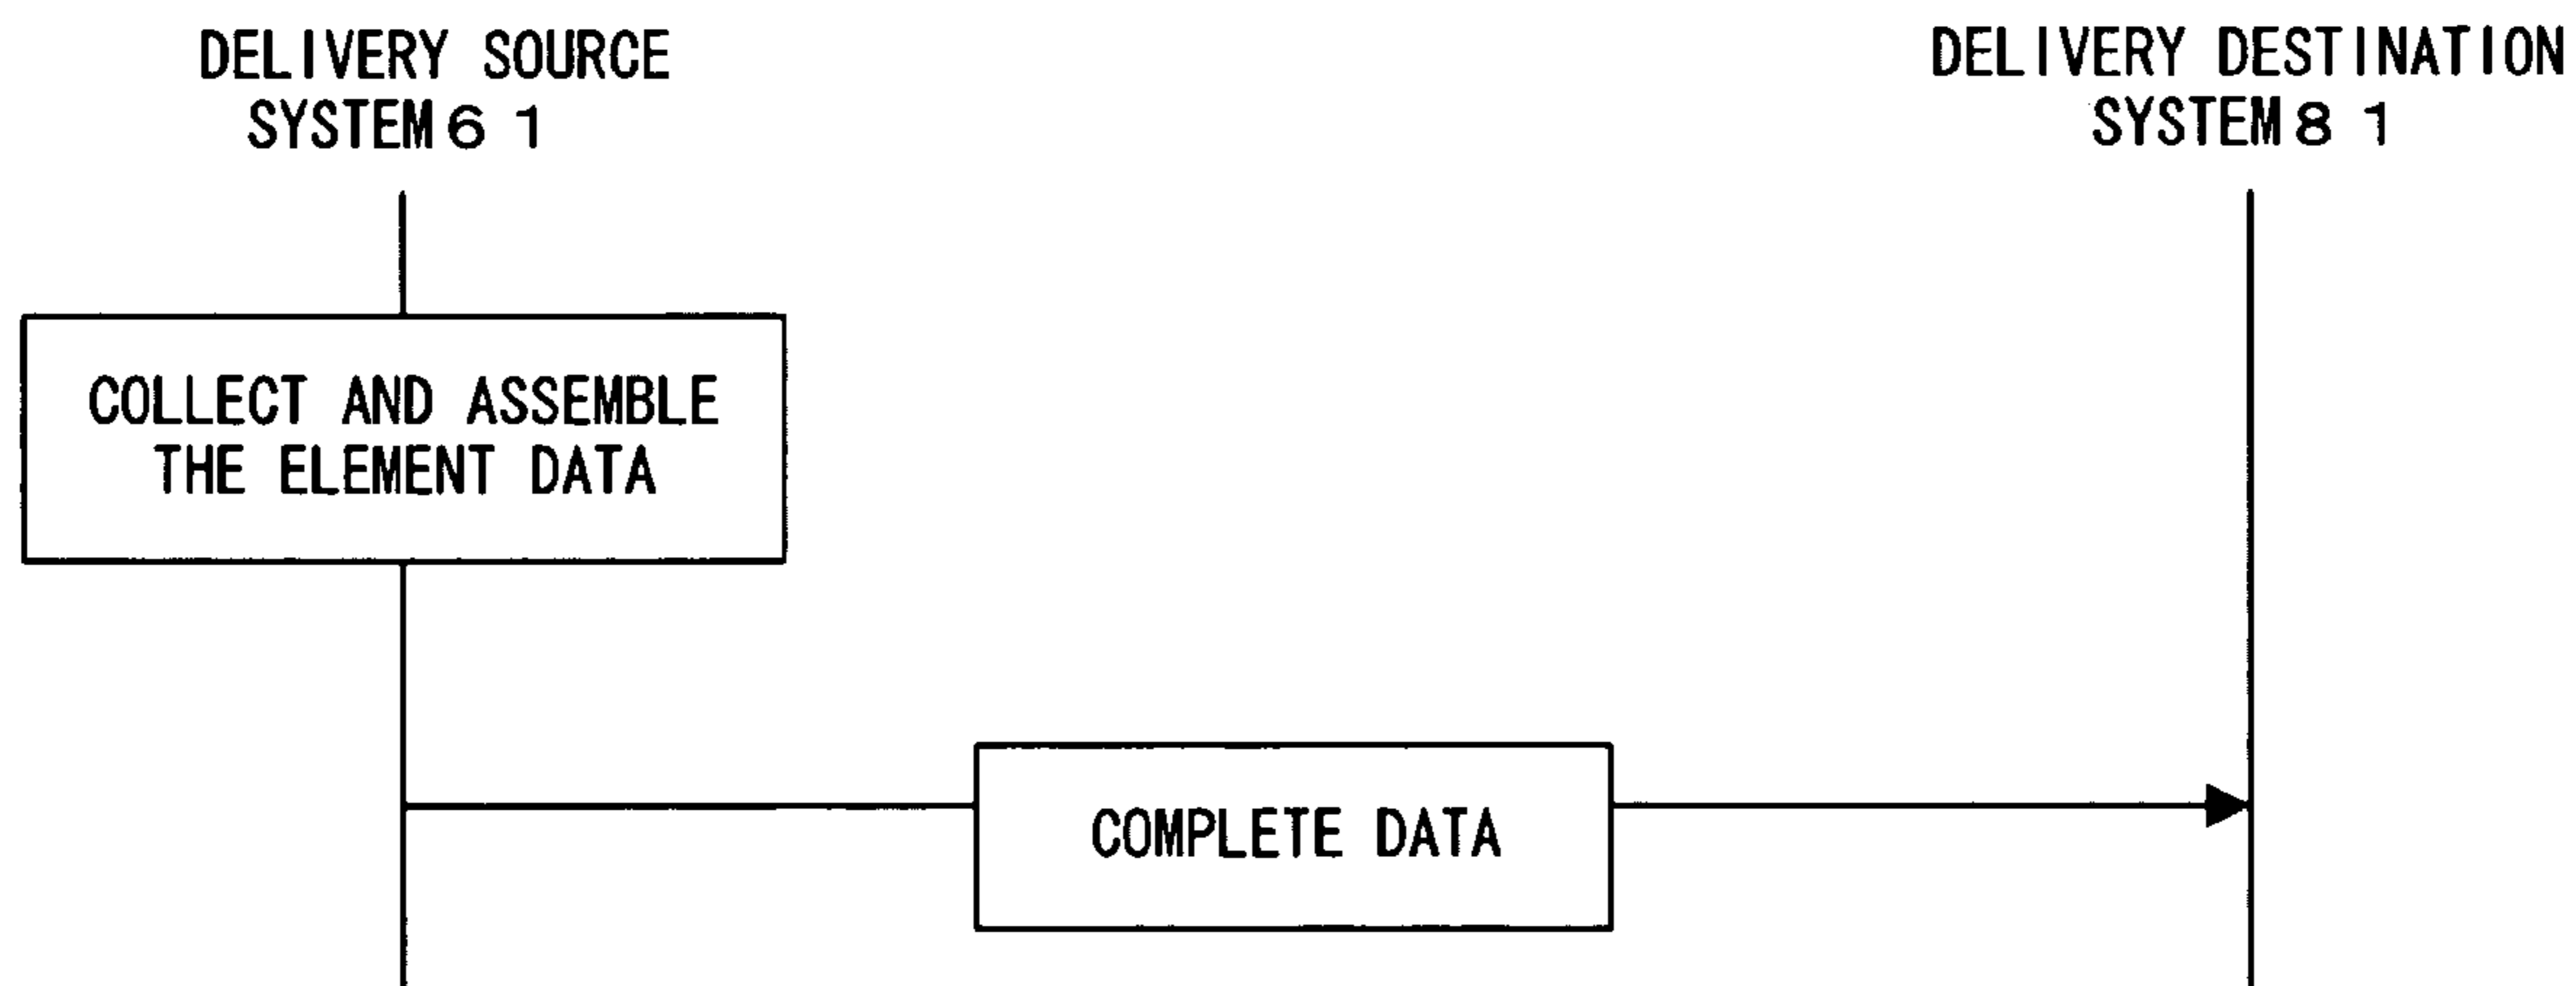 DELIVERY SOURCE
SYSTEM 6 1
DELIVERY DESTINATION
SYSTEM 8 1
COLLECT AND ASSEMBLE
THE ELEMENT DATA
COMPLETE DATA